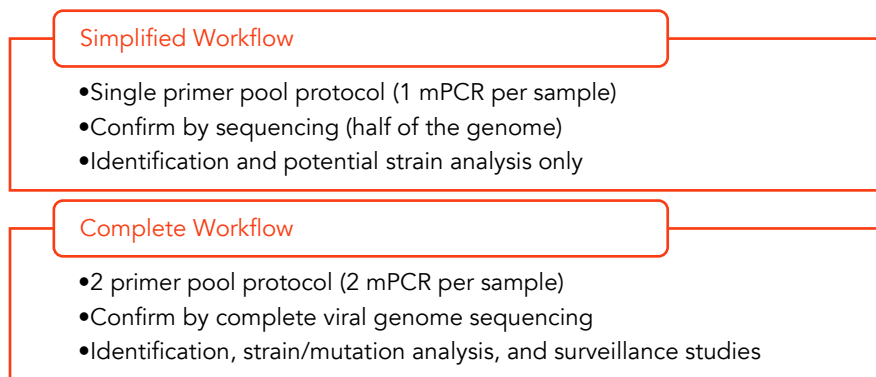 Simplified Workflow
•Single primer pool protocol (1 mPCR per sample)
•Confirm by sequencing (half of the genome)
•Identification and potential strain analysis only
Complete Workflow
•2 primer pool protocol (2 mPCR per sample)
•Confirm by complete viral genome sequencing
•Identification, strain/mutation analysis, and surveillance studies